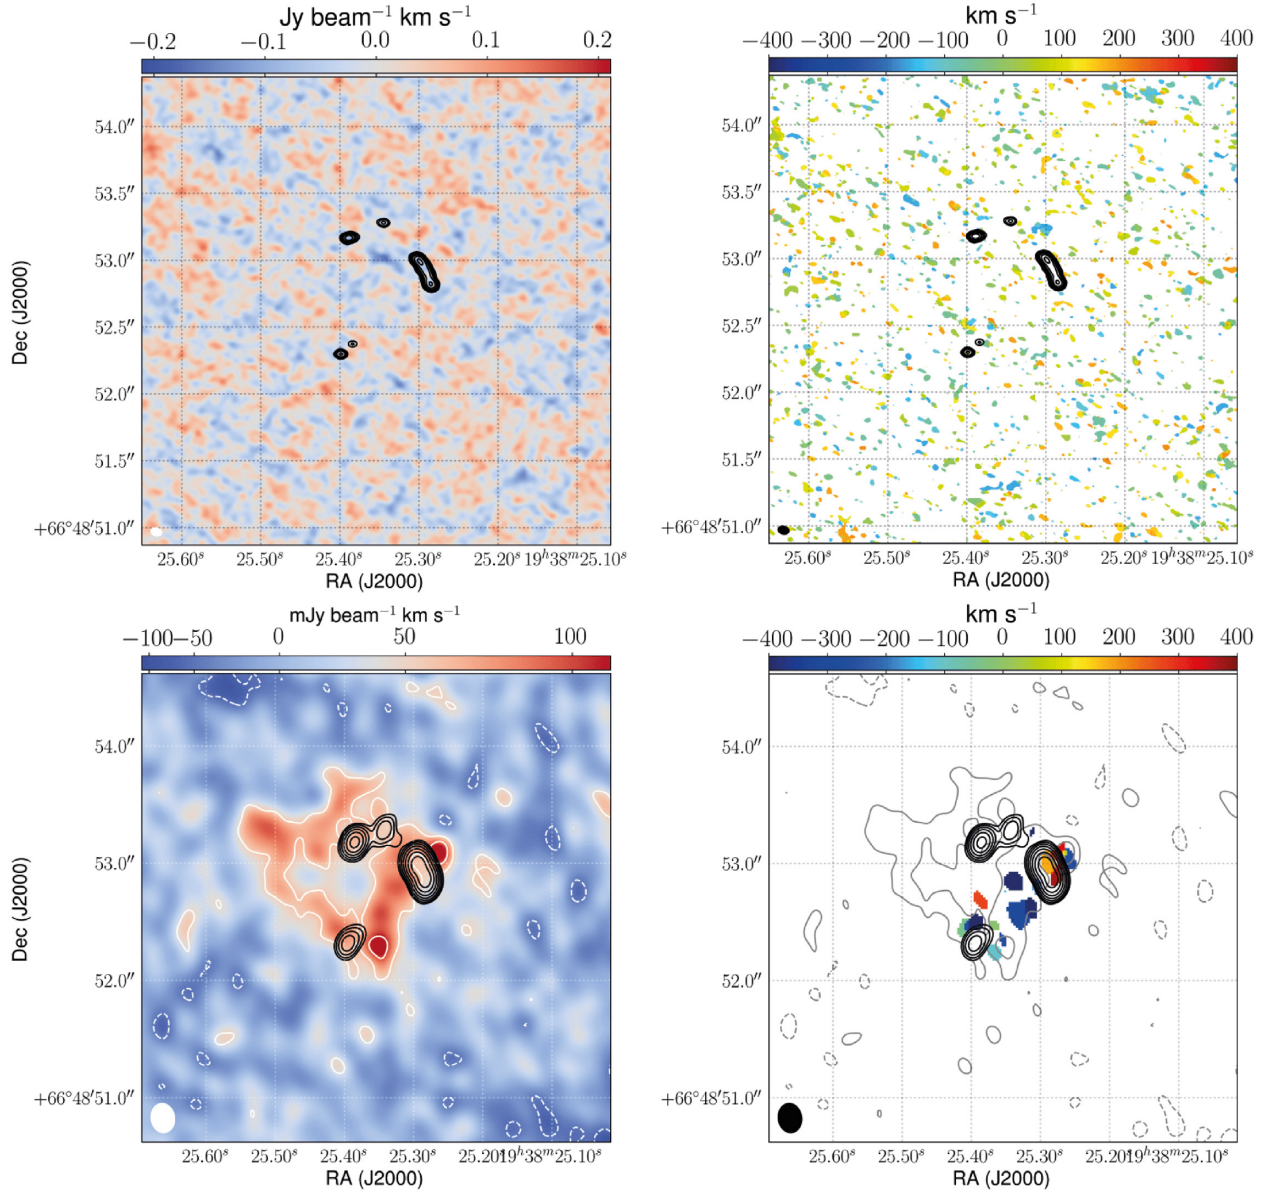 Jy beam⁻¹ km s⁻¹
−0.2 −0.1 0.0 0.1 0.2
54.0″
53.5″
53.0″
52.5″
52.0″
51.5″
+66°48′51.0″
Dec (J2000)
25.60ˢ 25.50ˢ 25.40ˢ 25.30ˢ 25.20ˢ 19ʰ38ᵐ25.10ˢ
RA (J2000)
km s⁻¹
−400 −300 −200 −100 0 100 200 300 400
54.0″
53.5″
53.0″
52.5″
52.0″
51.5″
+66°48′51.0″
25.60ˢ 25.50ˢ 25.40ˢ 25.30ˢ 25.20ˢ 19ʰ38ᵐ25.10ˢ
RA (J2000)
mJy beam⁻¹ km s⁻¹
−100 −50 0 50 100
54.0″
53.0″
52.0″
+66°48′51.0″
Dec (J2000)
25.60ˢ 25.50ˢ 25.40ˢ 25.30ˢ 25.20 19ʰ38ᵐ25.10ˢ
RA (J2000)
km s⁻¹
−400 −300 −200 −100 0 100 200 300 400
54.0″
53.0″
52.0″
+66°48′51.0″
25.60ˢ 25.50ˢ 25.40ˢ 25.30ˢ 25.20 19ʰ38ᵐ25.10ˢ
RA (J2000)